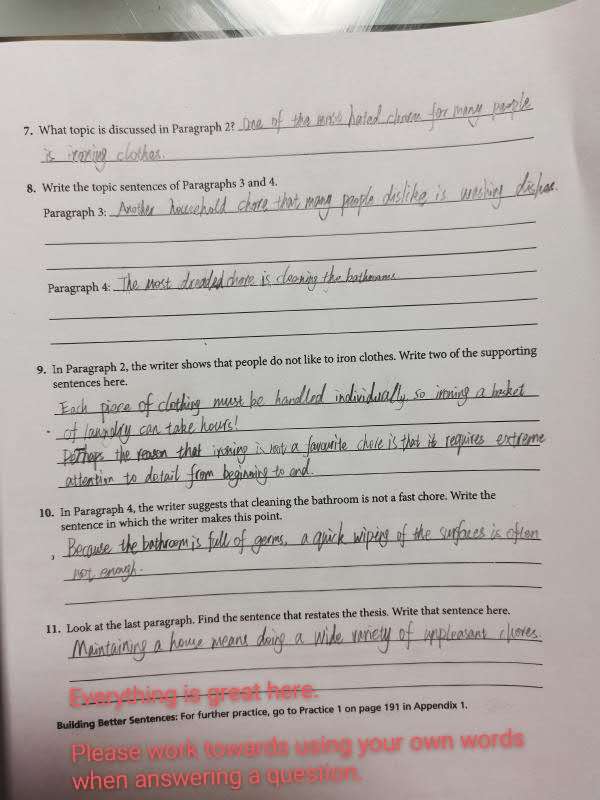 7. What topic is discussed in Paragraph 2? One of the most hated chores for many people
is ironing clothes.
8. Write the topic sentences of Paragraphs 3 and 4.
Paragraph 3: Another household chore that many people dislike is washing dishes.
Paragraph 4: The most dreaded chore is cleaning the bathroom
9. In Paragraph 2, the writer shows that people do not like to iron clothes. Write two of the supporting
sentences here.
Each piece of clothing must be handled individually, so ironing a basket
of laundry can take hours!
Perhaps the reason that ironing is not a favourite chore is that it requires extreme
attention to detail from beginning to end.
10. In Paragraph 4, the writer suggests that cleaning the bathroom is not a fast chore. Write the
sentence in which the writer makes this point.
Because the bathroom is full of germs, a quick wiping of the surfaces is often
not enough.
11. Look at the last paragraph. Find the sentence that restates the thesis. Write that sentence here.
Maintaining a house means doing a wide variety of unpleasant chores.
Everything is great here.
Building Better Sentences: For further practice, go to Practice 1 on page 191 in Appendix 1.
Please work towards using your own words
when answering a question.